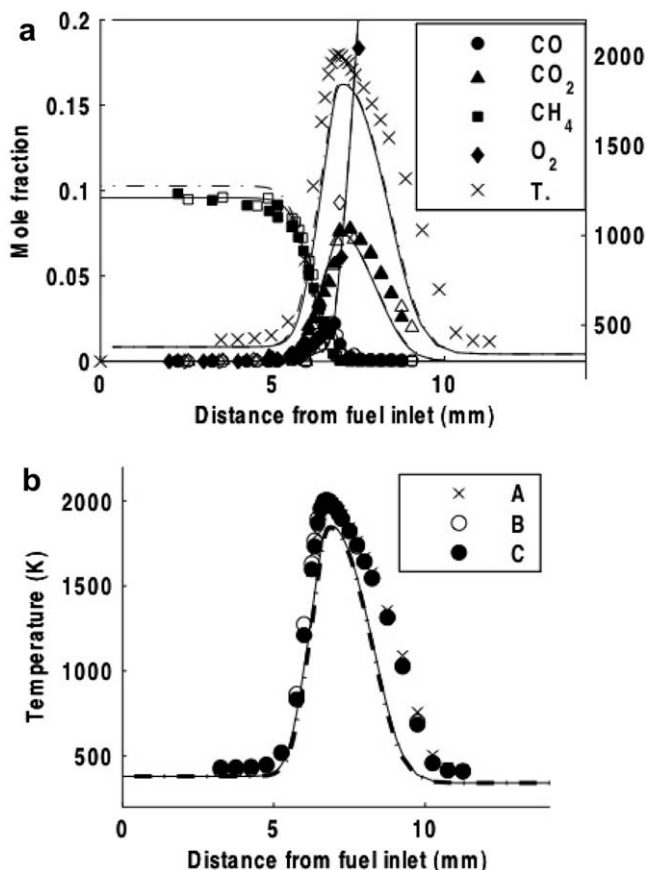 a
0.2
0.15
0.1
0.05
0
Mole fraction
0
5
10
Distance from fuel inlet (mm)
2000
1500
1000
500
CO
CO2
CH4
O2
T.
b
2000
1500
1000
500
Temperature (K)
0
5
10
Distance from fuel inlet (mm)
A
B
C